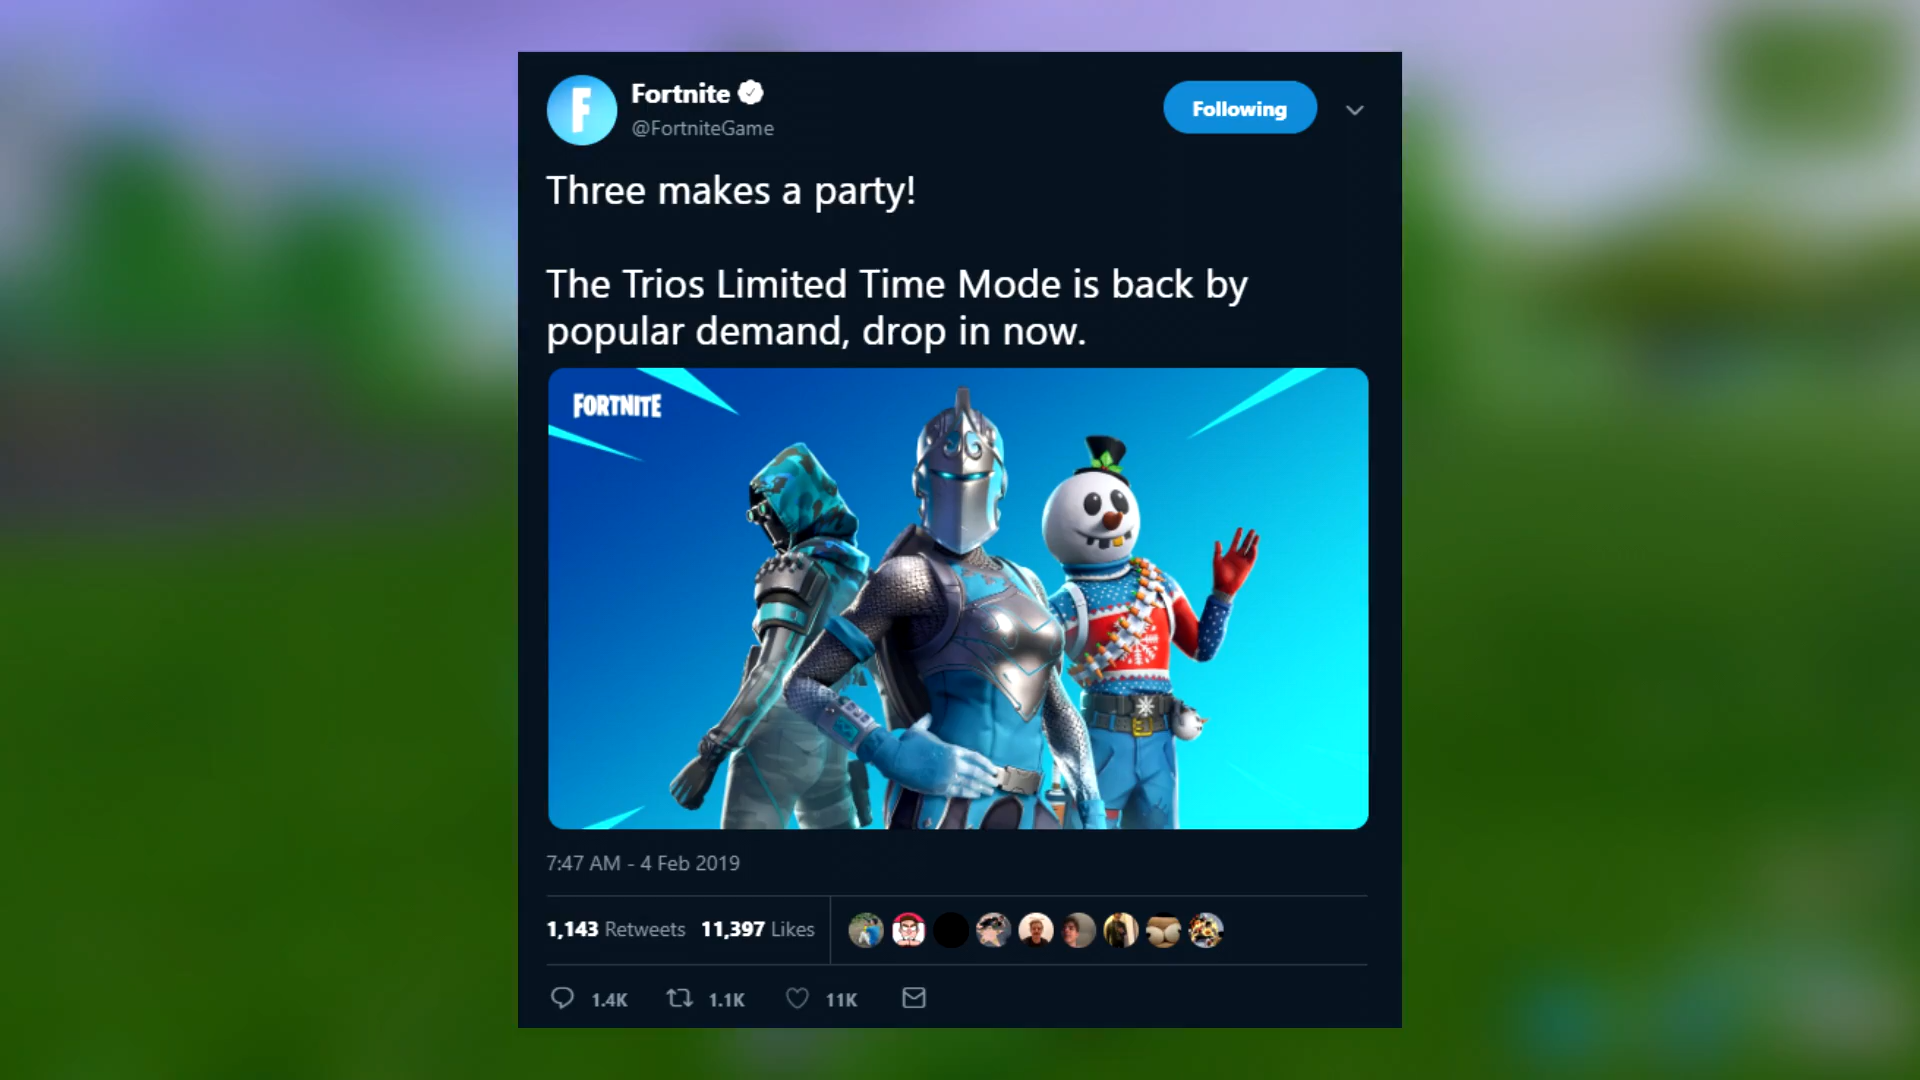 Fortnite
@FortniteGame
Following
Three makes a party!
The Trios Limited Time Mode is back by
popular demand, drop in now.
FORTNITE
7:47 AM - 4 Feb 2019
1,143 Retweets 11,397 Likes
1.4K 1.1K 11K